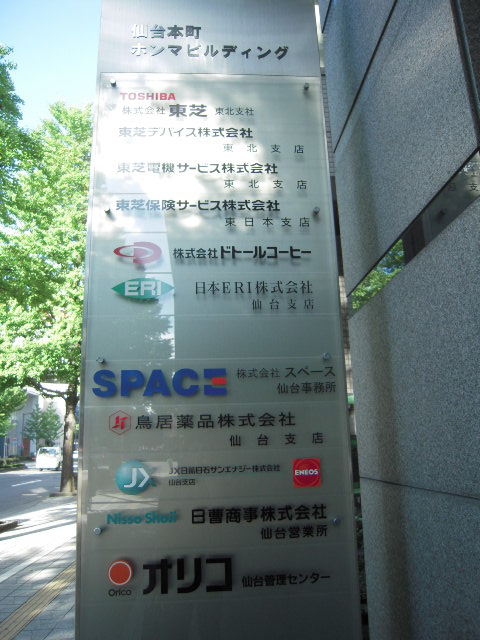 仙台本町
ホンマビルディング
TOSHIBA
株式会社 東芝 東北支社
東芝デバイス株式会社
東北支店
東芝電機サービス株式会社
東北支店
東芝保険サービス株式会社
東日本支店
株式会社ドトールコーヒー
ERI 日本ERI株式会社
仙台支店
SPACE 株式会社 スペース
仙台事務所
鳥居薬品株式会社
仙台支店
JX JX日鉱日石サンエナジー株式会社 ENEOS
仙台支店
Nisso Shoji 日曹商事株式会社
仙台営業所
Orico オリコ 仙台管理センター